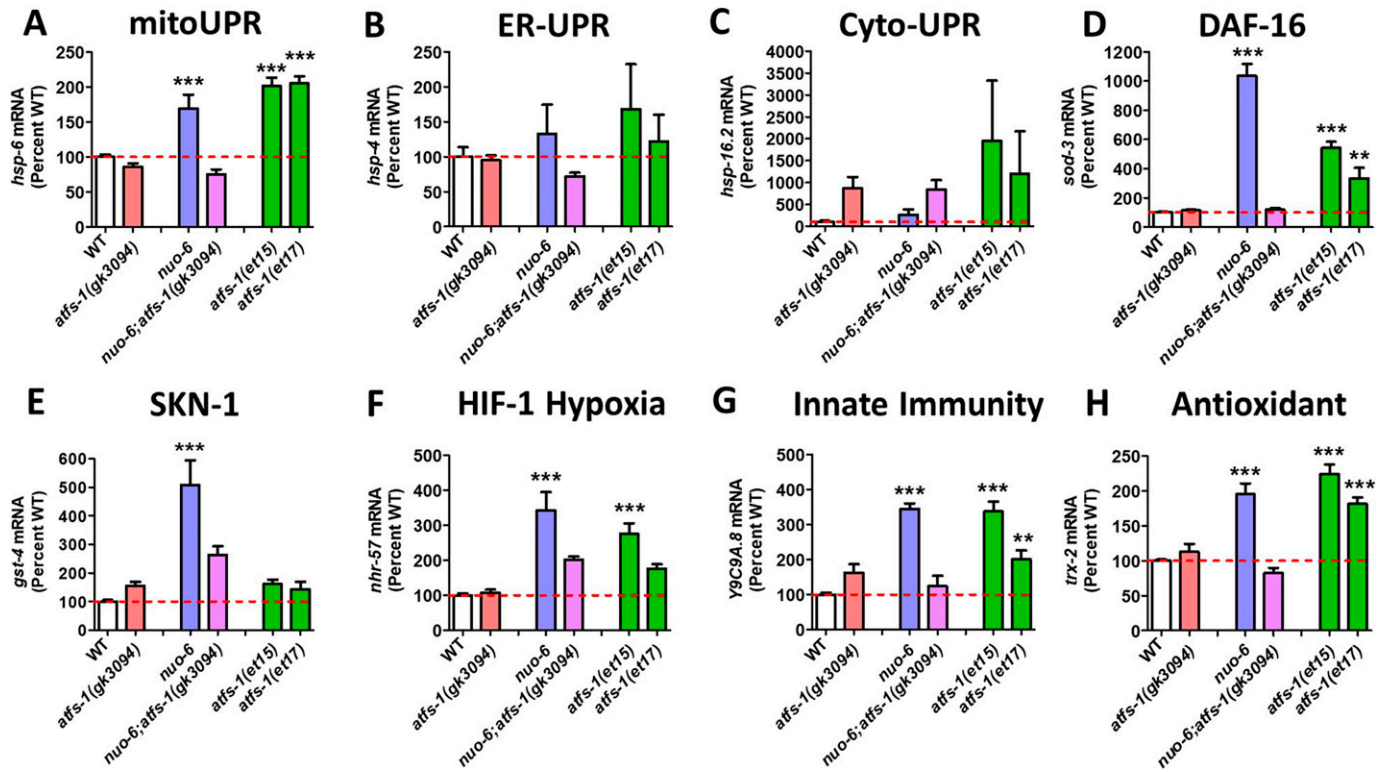 A mitoUPR
hsp-6 mRNA
(Percent WT)
250
200
150
100
50
0
***
***
***
WT
atfs-1(gk3094)
nuo-6
nuo-6;atfs-1(gk3094)
atfs-1(et15)
atfs-1(et17)
B ER-UPR
hsp-4 mRNA
(Percent WT)
250
200
150
100
50
0
WT
atfs-1(gk3094)
nuo-6
nuo-6;atfs-1(gk3094)
atfs-1(et15)
atfs-1(et17)
C Cyto-UPR
hsp-16.2 mRNA
(Percent WT)
4000
3500
3000
2500
2000
1500
1000
500
0
WT
atfs-1(gk3094)
nuo-6
nuo-6;atfs-1(gk3094)
atfs-1(et15)
atfs-1(et17)
D DAF-16
sod-3 mRNA
(Percent WT)
1200
1000
800
600
400
200
0
***
***
**
WT
atfs-1(gk3094)
nuo-6
nuo-6;atfs-1(gk3094)
atfs-1(et15)
atfs-1(et17)
E SKN-1
gst-4 mRNA
(Percent WT)
600
500
400
300
200
100
0
***
WT
atfs-1(gk3094)
nuo-6
nuo-6;atfs-1(gk3094)
atfs-1(et15)
atfs-1(et17)
F HIF-1 Hypoxia
nhr-57 mRNA
(Percent WT)
500
400
300
200
100
0
***
***
WT
atfs-1(gk3094)
nuo-6
nuo-6;atfs-1(gk3094)
atfs-1(et15)
atfs-1(et17)
G Innate Immunity
Y9C9A.8 mRNA
(Percent WT)
500
400
300
200
100
0
***
***
**
WT
atfs-1(gk3094)
nuo-6
nuo-6;atfs-1(gk3094)
atfs-1(et15)
atfs-1(et17)
H Antioxidant
trx-2 mRNA
(Percent WT)
250
200
150
100
50
0
***
***
***
WT
atfs-1(gk3094)
nuo-6
nuo-6;atfs-1(gk3094)
atfs-1(et15)
atfs-1(et17)